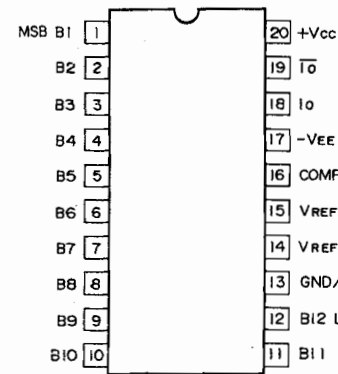 MSB B1 1 20 +Vcc
B2 2 19 Io
B3 3 18 Io
B4 4 17 -VEE
B5 5 16 COMP
B6 6 15 VREF
B7 7 14 VREF
B8 8 13 GND/
B9 9 12 B12 L
B10 10 11 B11